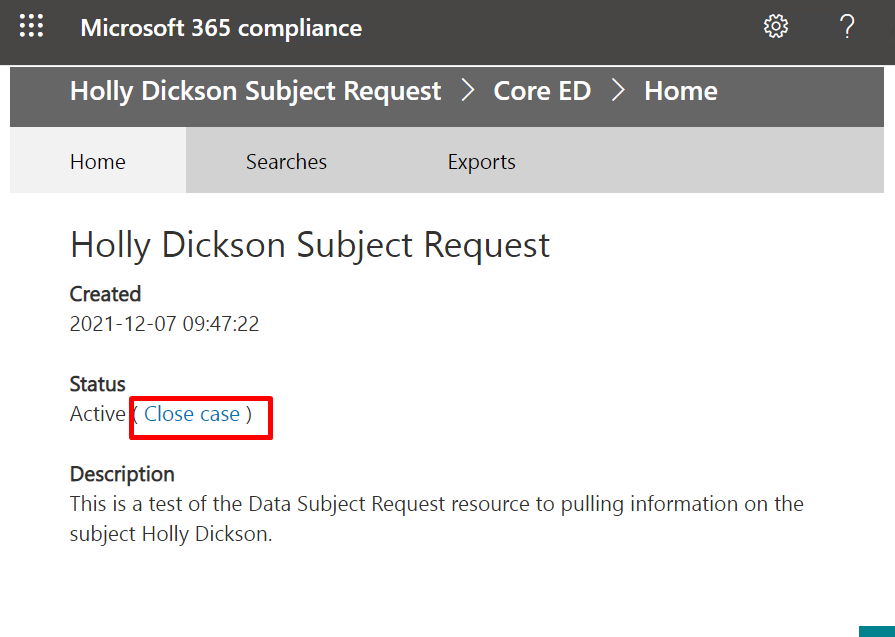 Microsoft 365 compliance ?
Holly Dickson Subject Request > Core ED > Home
Home Searches Exports
Holly Dickson Subject Request
Created
2021-12-07 09:47:22
Status
Active ( Close case )
Description
This is a test of the Data Subject Request resource to pulling information on the
subject Holly Dickson.